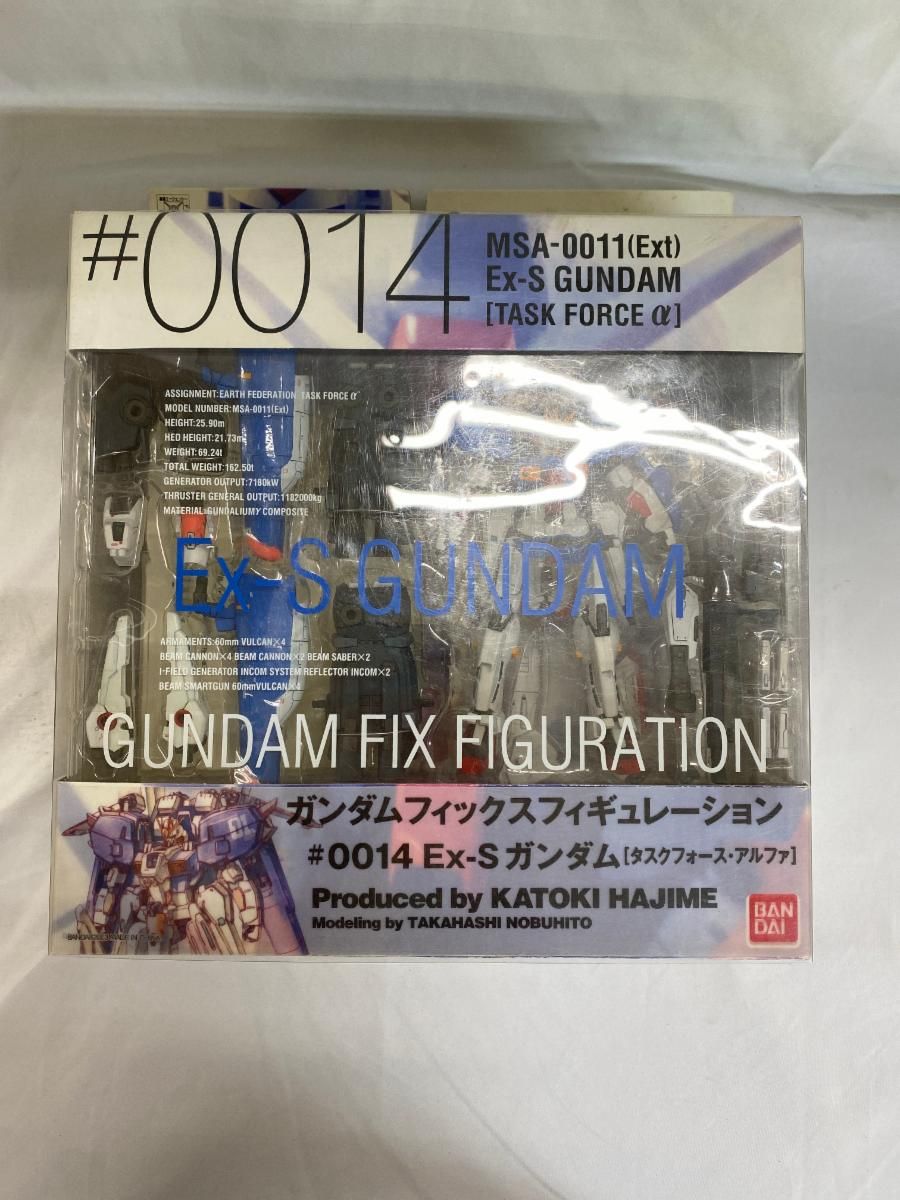 #0014
MSA-0011(Ext)
Ex-S GUNDAM
[TASK FORCE α]
ASSIGNMENT:EARTH FEDERATION TASK FORCE α
MODEL NUMBER:MSA-0011(Ext)
HEIGHT:25.90m
HED HEIGHT:21.73m
WEIGHT:69.24t
TOTAL WEIGHT:162.50t
GENERATOR OUTPUT:7180kW
THRUSTER GENERAL OUTPUT:1182000kg
MATERIAL:GUNDALIUMγ COMPOSITE
Ex-S GUNDAM
ARMAMENTS:60mm VULCAN×4
BEAM CANNON×4 BEAM CANNON×2 BEAM SABER×2
I-FIELD GENERATOR INCOM SYSTEM REFLECTOR INCOM×2
BEAM SMARTGUN 60mmVULCAN×4
GUNDAM FIX FIGURATION
ガンダムフィックスフィギュレーション
#0014 Ex-Sガンダム[タスクフォース・アルファ]
Produced by KATOKI HAJIME
Modeling by TAKAHASHI NOBUHITO
BAN
DAI